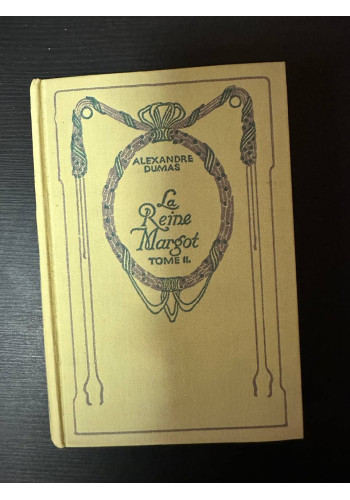 ALEXANDRE
DUMAS
La
Reine
Margot
TOME II.